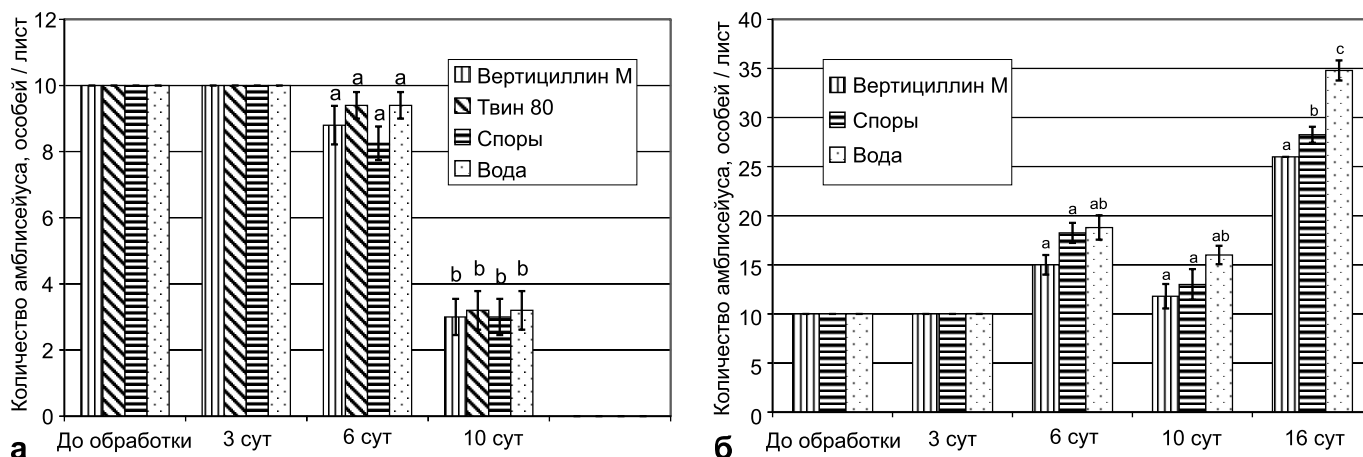 Количество амблисейуса, особей / лист
12
10
8
6
4
2
0
a a
a
a
b b b b
Вертициллин М
Твин 80
Споры
Вода
До обработки 3 сут 6 сут 10 сут
а
Количество амблисейуса, особей / лист
40
35
30
25
20
15
10
5
0
Вертициллин М
Споры
Вода
a a ab
a a ab
a b c
До обработки 3 сут 6 сут 10 сут 16 сут
б